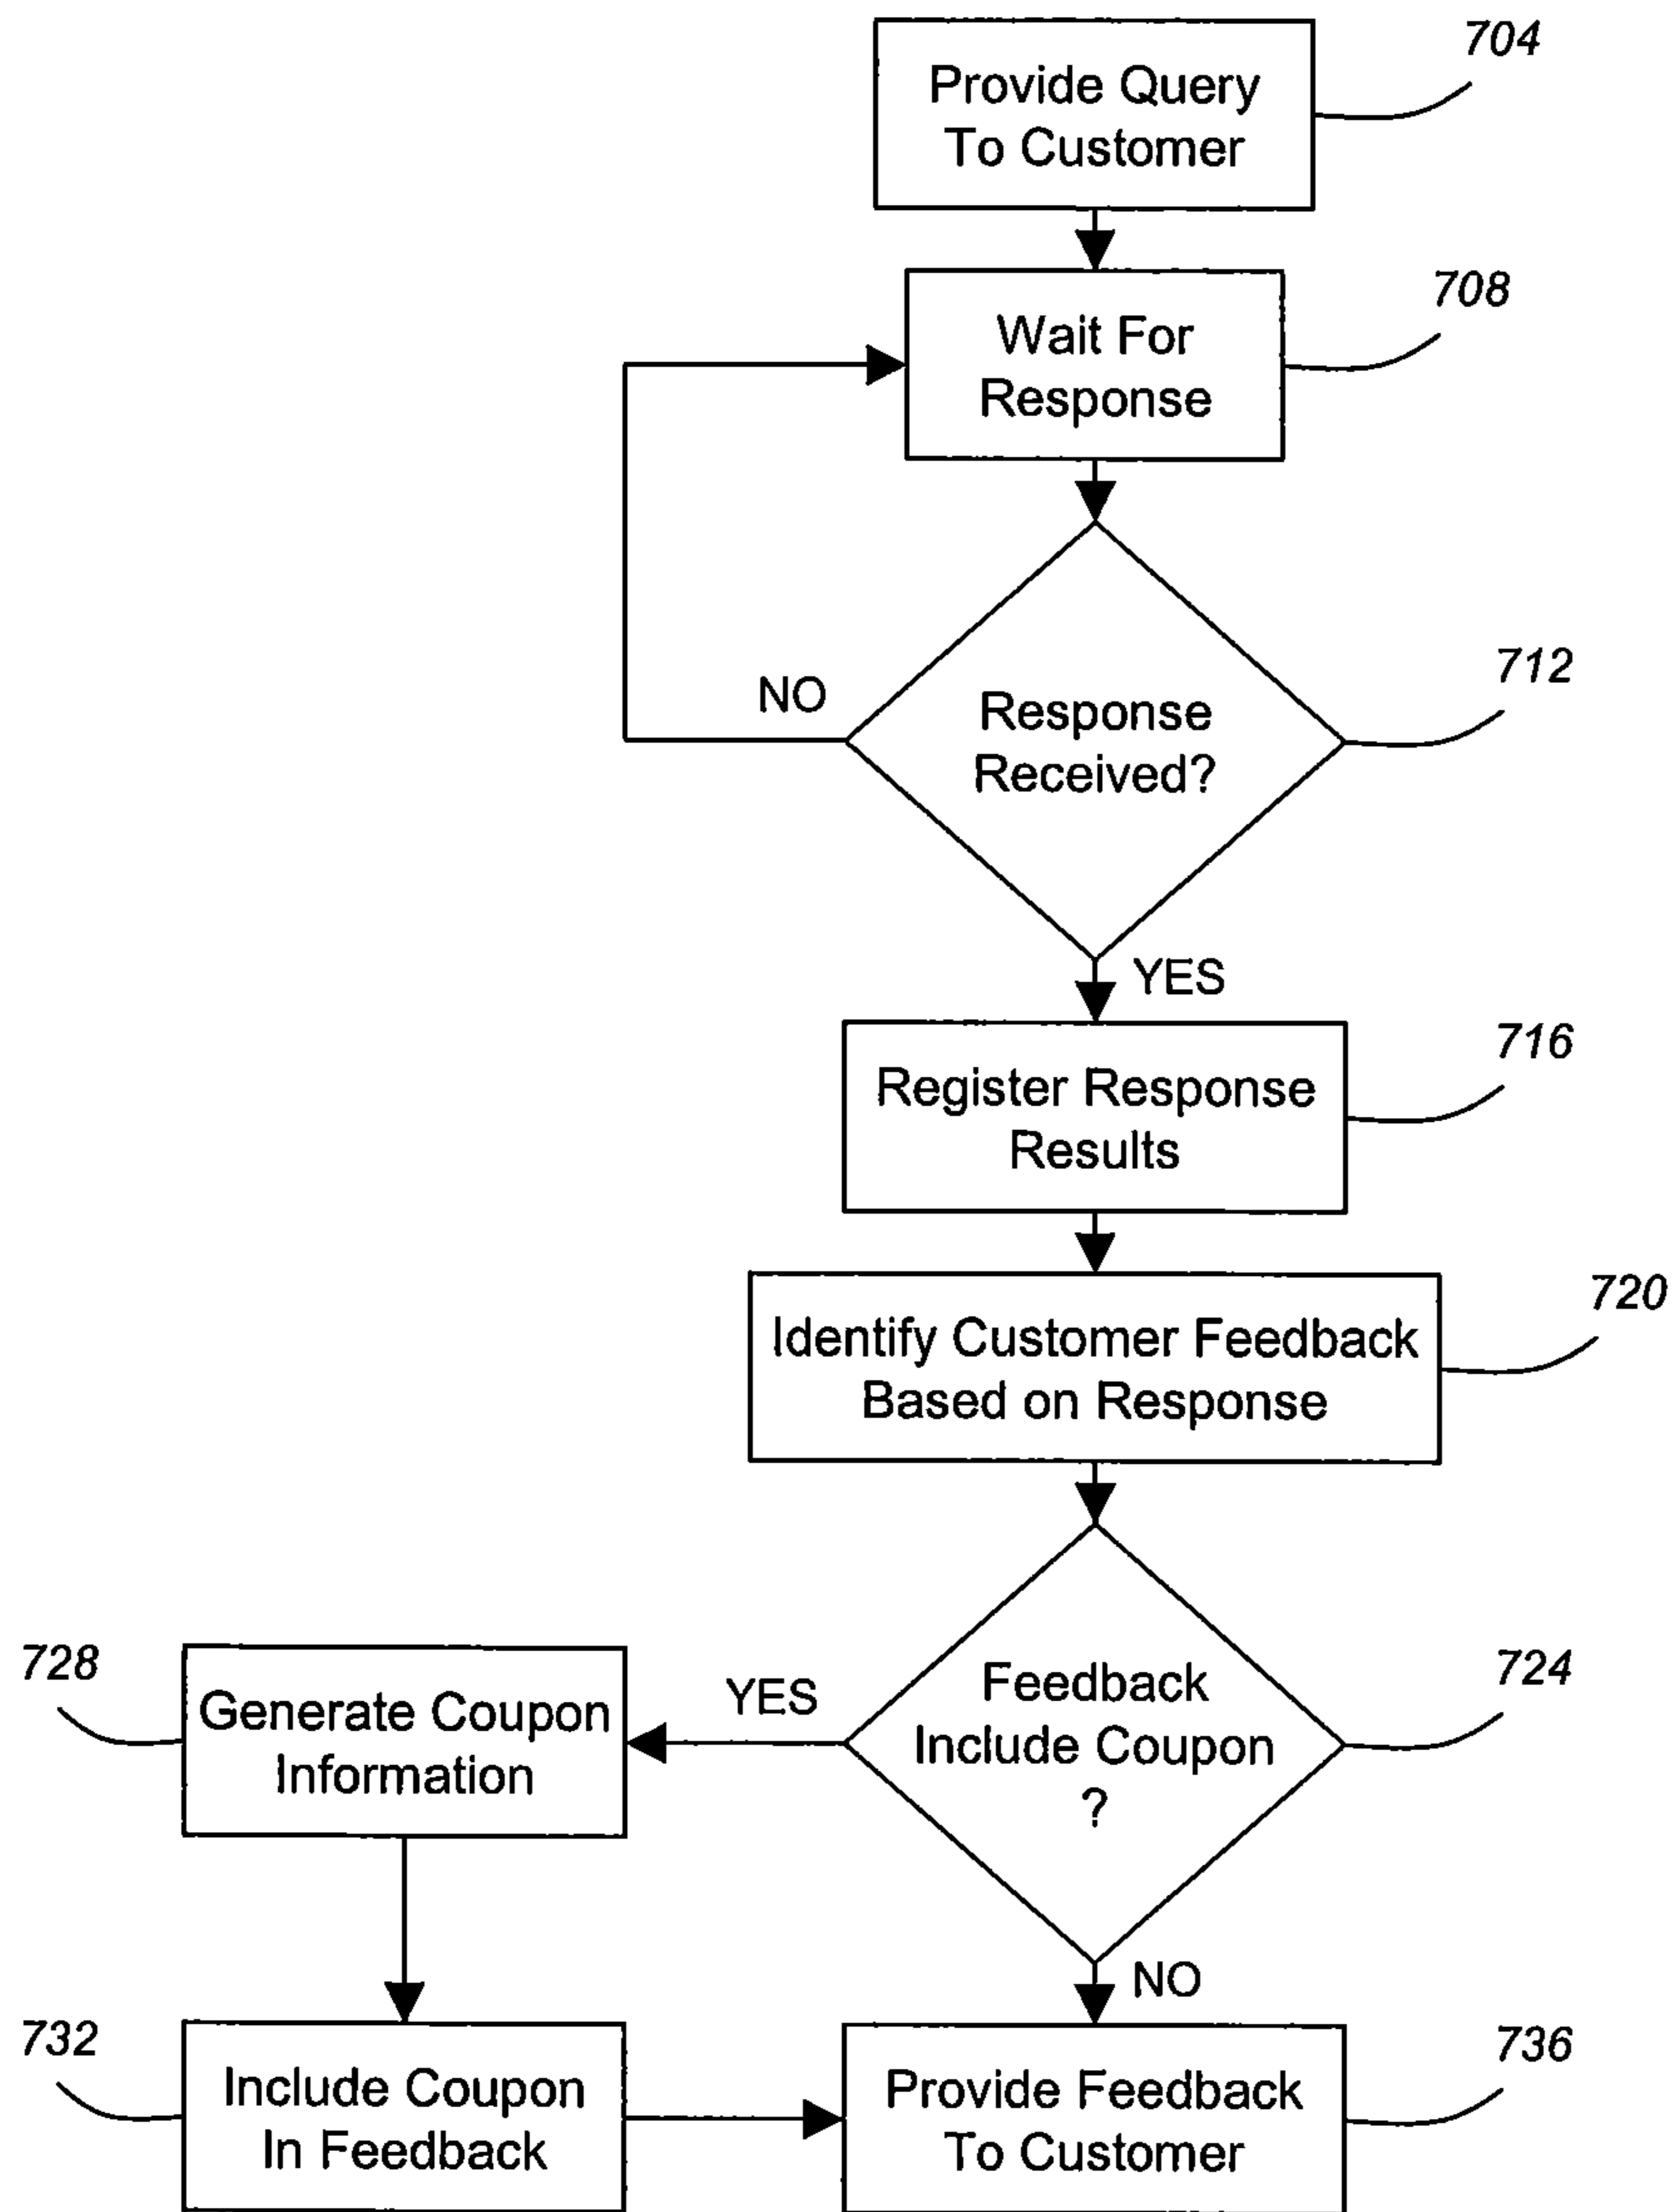 704
Provide Query
To Customer
708
Wait For
Response
712
NO
Response
Received?
YES
716
Register Response
Results
720
Identify Customer Feedback
Based on Response
728
724
YES
Feedback
Include Coupon
?
Generate Coupon
Information
NO
732
736
Include Coupon
In Feedback
Provide Feedback
To Customer